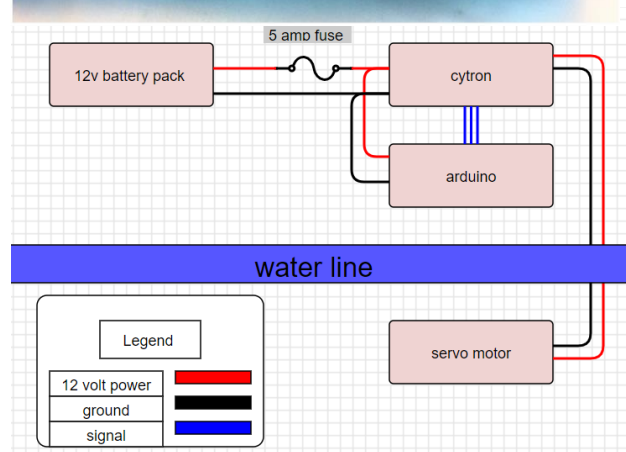 5 amp fuse
12v battery pack
cytron
arduino
water line
servo motor
Legend
12 volt power
ground
signal